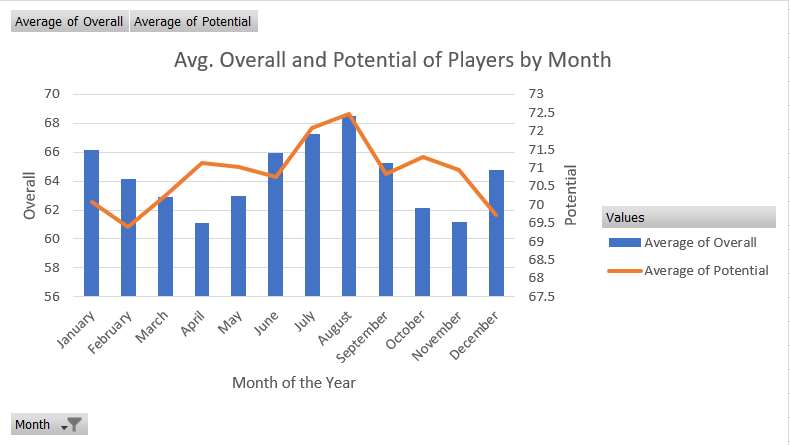 Average of Overall Average of Potential
Avg. Overall and Potential of Players by Month
70
68
66
64
62
60
58
56
Overall
73
72.5
72
71.5
71
70.5
70
69.5
69
68.5
68
67.5
Potential
January
February
March
April
May
June
July
August
September
October
November
December
Month of the Year
Values
Average of Overall
Average of Potential
Month